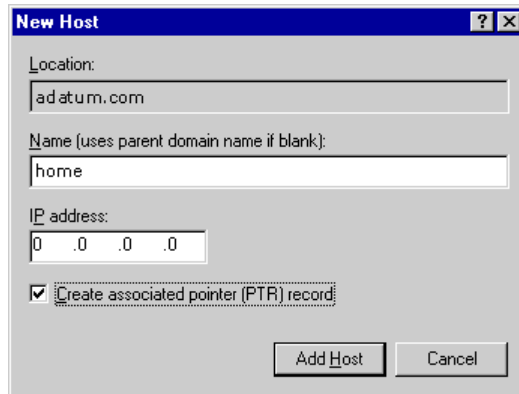 New Host
Location:
adatum.com
Name (uses parent domain name if blank):
home
IP address:
0 .0 .0 .0
Create associated pointer (PTR) record
Add Host Cancel